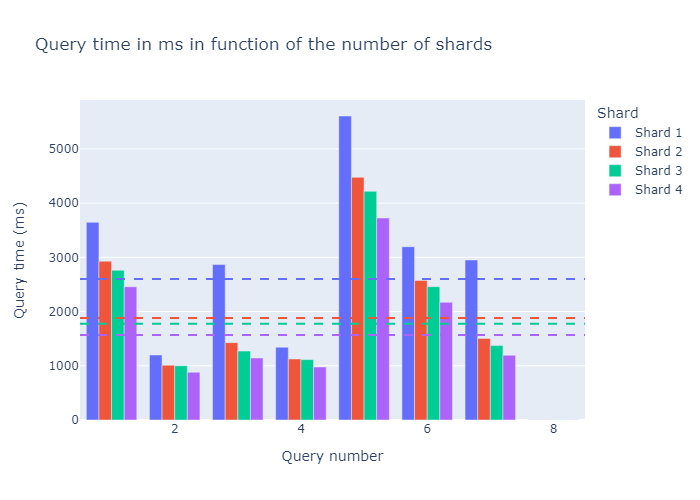 Query time in ms in function of the number of shards
Shard
Shard 1
Shard 2
Shard 3
Shard 4
Query time (ms)
5000
4000
3000
2000
1000
0
2
4
6
8
Query number